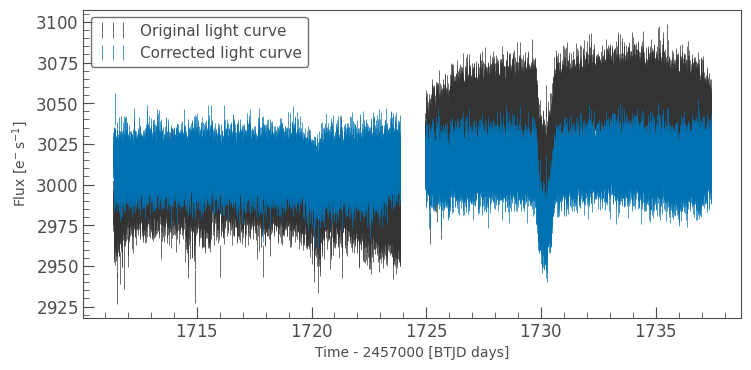 Original light curve
Corrected light curve
3100
3075
3050
3025
3000
2975
2950
2925
Flux [e⁻ s⁻¹]
1715 1720 1725 1730 1735
Time - 2457000 [BTJD days]